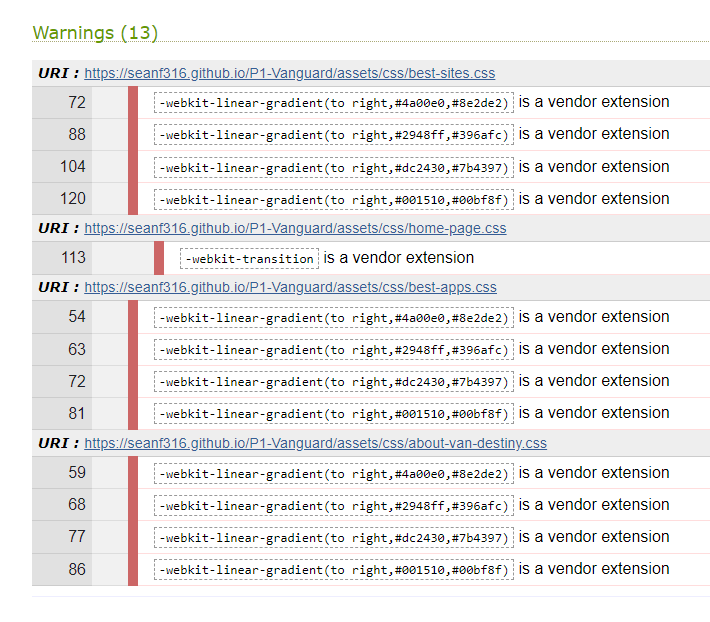 Warnings (13)
URI : https://seanf316.github.io/P1-Vanguard/assets/css/best-sites.css
72 -webkit-linear-gradient(to right,#4a00e0,#8e2de2) is a vendor extension
88 -webkit-linear-gradient(to right,#2948ff,#396afc) is a vendor extension
104 -webkit-linear-gradient(to right,#dc2430,#7b4397) is a vendor extension
120 -webkit-linear-gradient(to right,#001510,#00bf8f) is a vendor extension
URI : https://seanf316.github.io/P1-Vanguard/assets/css/home-page.css
113 -webkit-transition is a vendor extension
URI : https://seanf316.github.io/P1-Vanguard/assets/css/best-apps.css
54 -webkit-linear-gradient(to right,#4a00e0,#8e2de2) is a vendor extension
63 -webkit-linear-gradient(to right,#2948ff,#396afc) is a vendor extension
72 -webkit-linear-gradient(to right,#dc2430,#7b4397) is a vendor extension
81 -webkit-linear-gradient(to right,#001510,#00bf8f) is a vendor extension
URI : https://seanf316.github.io/P1-Vanguard/assets/css/about-van-destiny.css
59 -webkit-linear-gradient(to right,#4a00e0,#8e2de2) is a vendor extension
68 -webkit-linear-gradient(to right,#2948ff,#396afc) is a vendor extension
77 -webkit-linear-gradient(to right,#dc2430,#7b4397) is a vendor extension
86 -webkit-linear-gradient(to right,#001510,#00bf8f) is a vendor extension